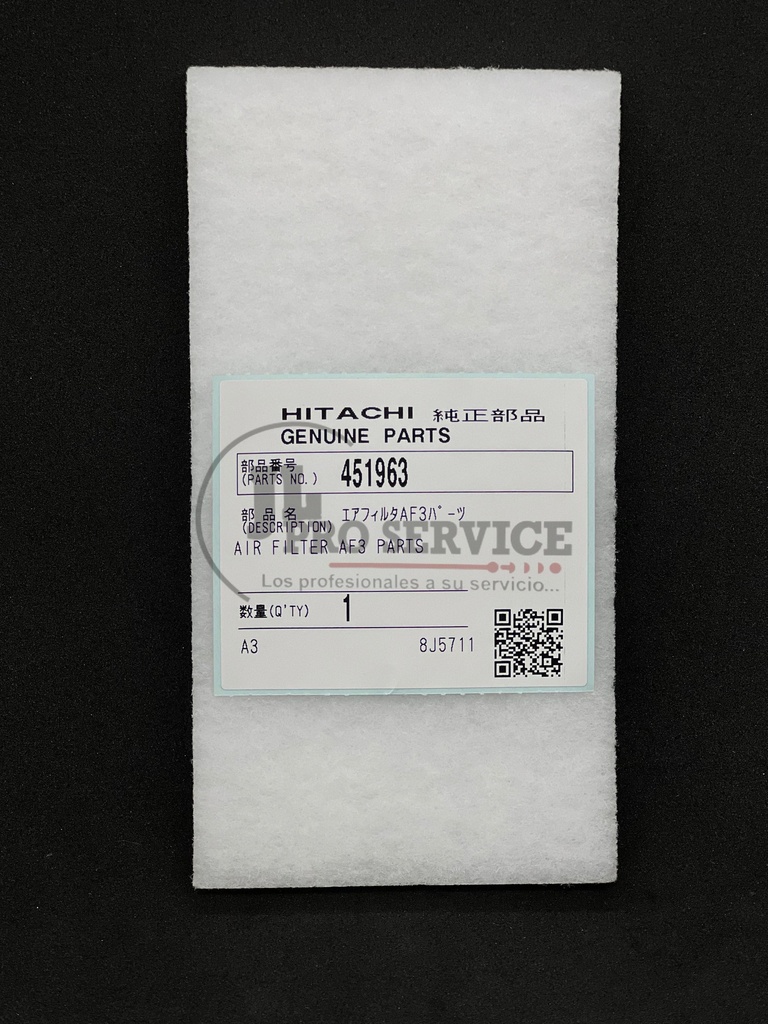 HITACHI 純正部品
GENUINE PARTS
部品番号
(PARTS NO.) 451963
部品名 エアフィルタAF3パーツ
(DESCRIPTION)
AIR FILTER AF3 PARTS
JH
PRO SERVICE
Los profesionales a su servicio...
数量(Q'TY) 1
A3 8J5711